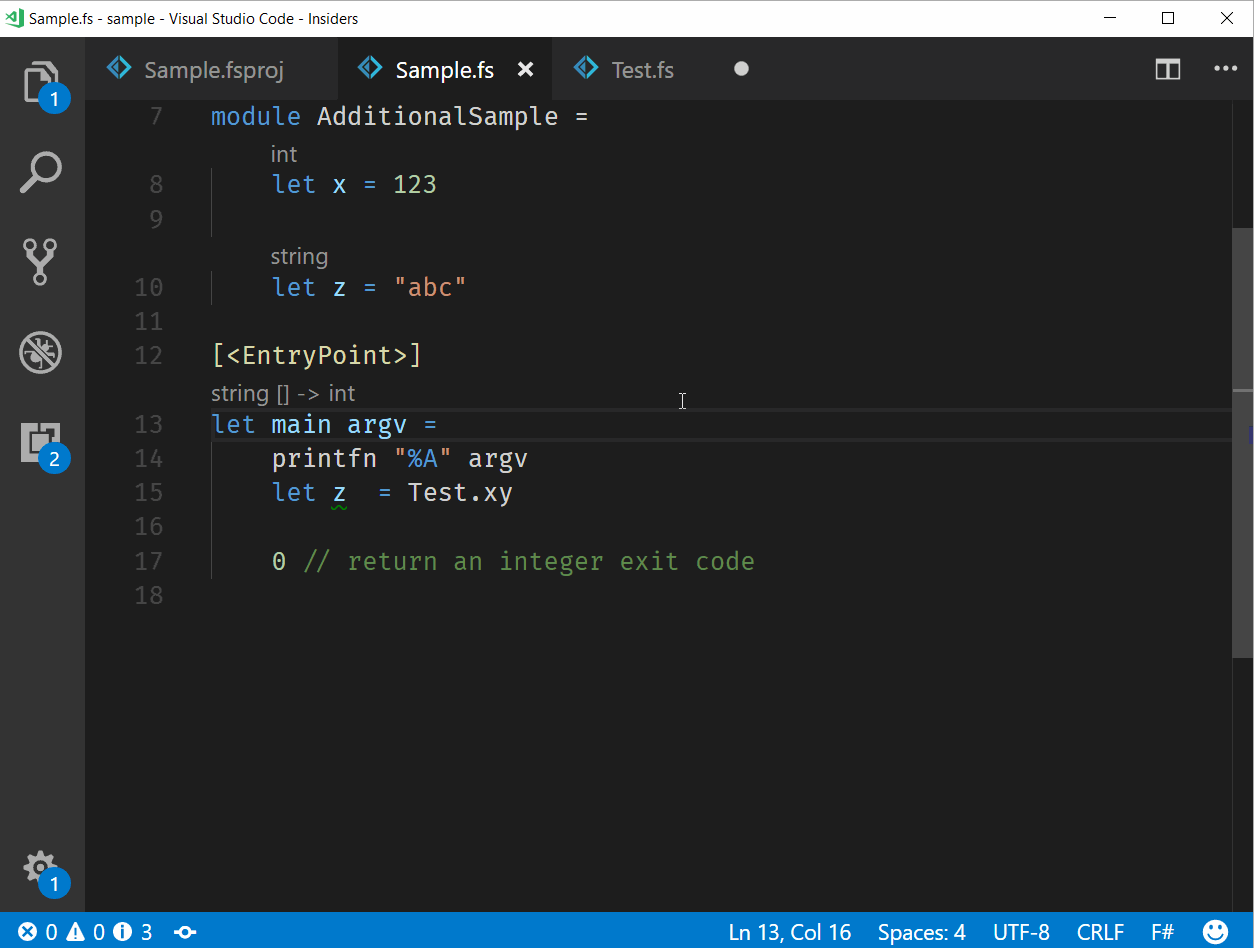 Sample.fs - sample - Visual Studio Code - Insiders
Sample.fsproj Sample.fs Test.fs
1
2
1
7 module AdditionalSample =
int
8 let x = 123
9
string
10 let z = "abc"
11
12 [<EntryPoint>]
string [] -> int
13 let main argv =
14 printfn "%A" argv
15 let z  = Test.xy
16
17 0 // return an integer exit code
18
0 0 3 Ln 13, Col 16 Spaces: 4 UTF-8 CRLF F#